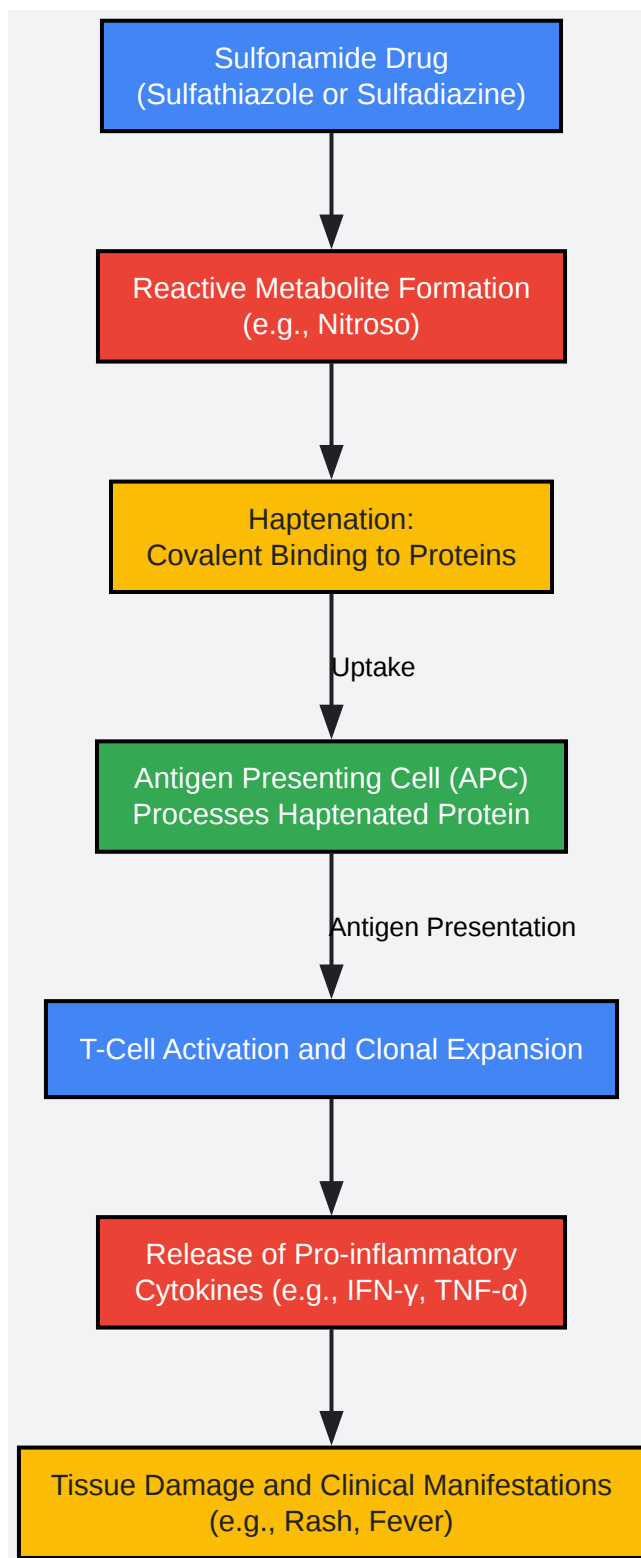 Sulfonamide Drug
(Sulfathiazole or Sulfadiazine)
Reactive Metabolite Formation
(e.g., Nitroso)
Haptenation:
Covalent Binding to Proteins
Uptake
Antigen Presenting Cell (APC)
Processes Haptenated Protein
Antigen Presentation
T-Cell Activation and Clonal Expansion
Release of Pro-inflammatory
Cytokines (e.g., IFN-γ, TNF-α)
Tissue Damage and Clinical Manifestations
(e.g., Rash, Fever)